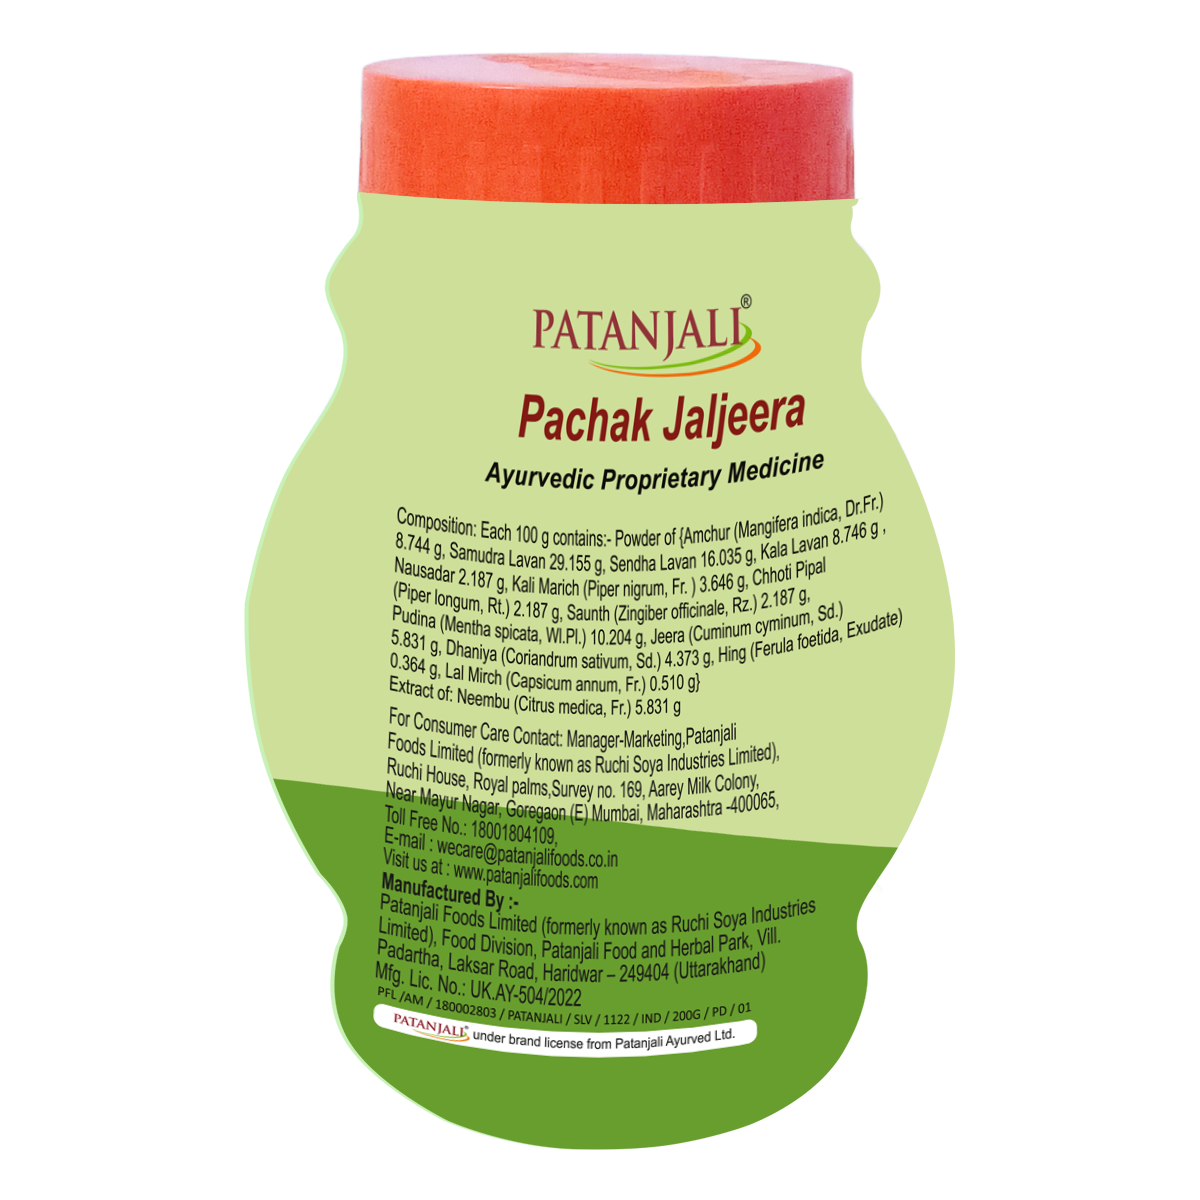 PATANJALI®
Pachak Jaljeera
Ayurvedic Proprietary Medicine
Composition: Each 100 g contains:- Powder of {Amchur (Mangifera indica, Dr.Fr.)
8.744 g, Samudra Lavan 29.155 g, Sendha Lavan 16.035 g, Kala Lavan 8.746 g ,
Nausadar 2.187 g, Kali Marich (Piper nigrum, Fr. ) 3.646 g, Chhoti Pipal
(Piper longum, Rt.) 2.187 g, Saunth (Zingiber officinale, Rz.) 2.187 g,
Pudina (Mentha spicata, Wl.Pl.) 10.204 g, Jeera (Cuminum cyminum, Sd.)
5.831 g, Dhaniya (Coriandrum sativum, Sd.) 4.373 g, Hing (Ferula foetida, Exudate)
0.364 g, Lal Mirch (Capsicum annum, Fr.) 0.510 g}
Extract of: Neembu (Citrus medica, Fr.) 5.831 g
For Consumer Care Contact: Manager-Marketing,Patanjali
Foods Limited (formerly known as Ruchi Soya Industries Limited),
Ruchi House, Royal palms,Survey no. 169, Aarey Milk Colony,
Near Mayur Nagar, Goregaon (E) Mumbai, Maharashtra -400065,
Toll Free No.: 18001804109,
E-mail : wecare@patanjalifoods.co.in
Visit us at : www.patanjalifoods.com
Manufactured By :-
Patanjali Foods Limited (formerly known as Ruchi Soya Industries
Limited), Food Division, Patanjali Food and Herbal Park, Vill.
Padartha, Laksar Road, Haridwar – 249404 (Uttarakhand)
Mfg. Lic. No.: UK.AY-504/2022
PFL /AM / 180002803 / PATANJALI / SLV / 1122 / IND / 200G / PD / 01
PATANJALI® under brand license from Patanjali Ayurved Ltd.